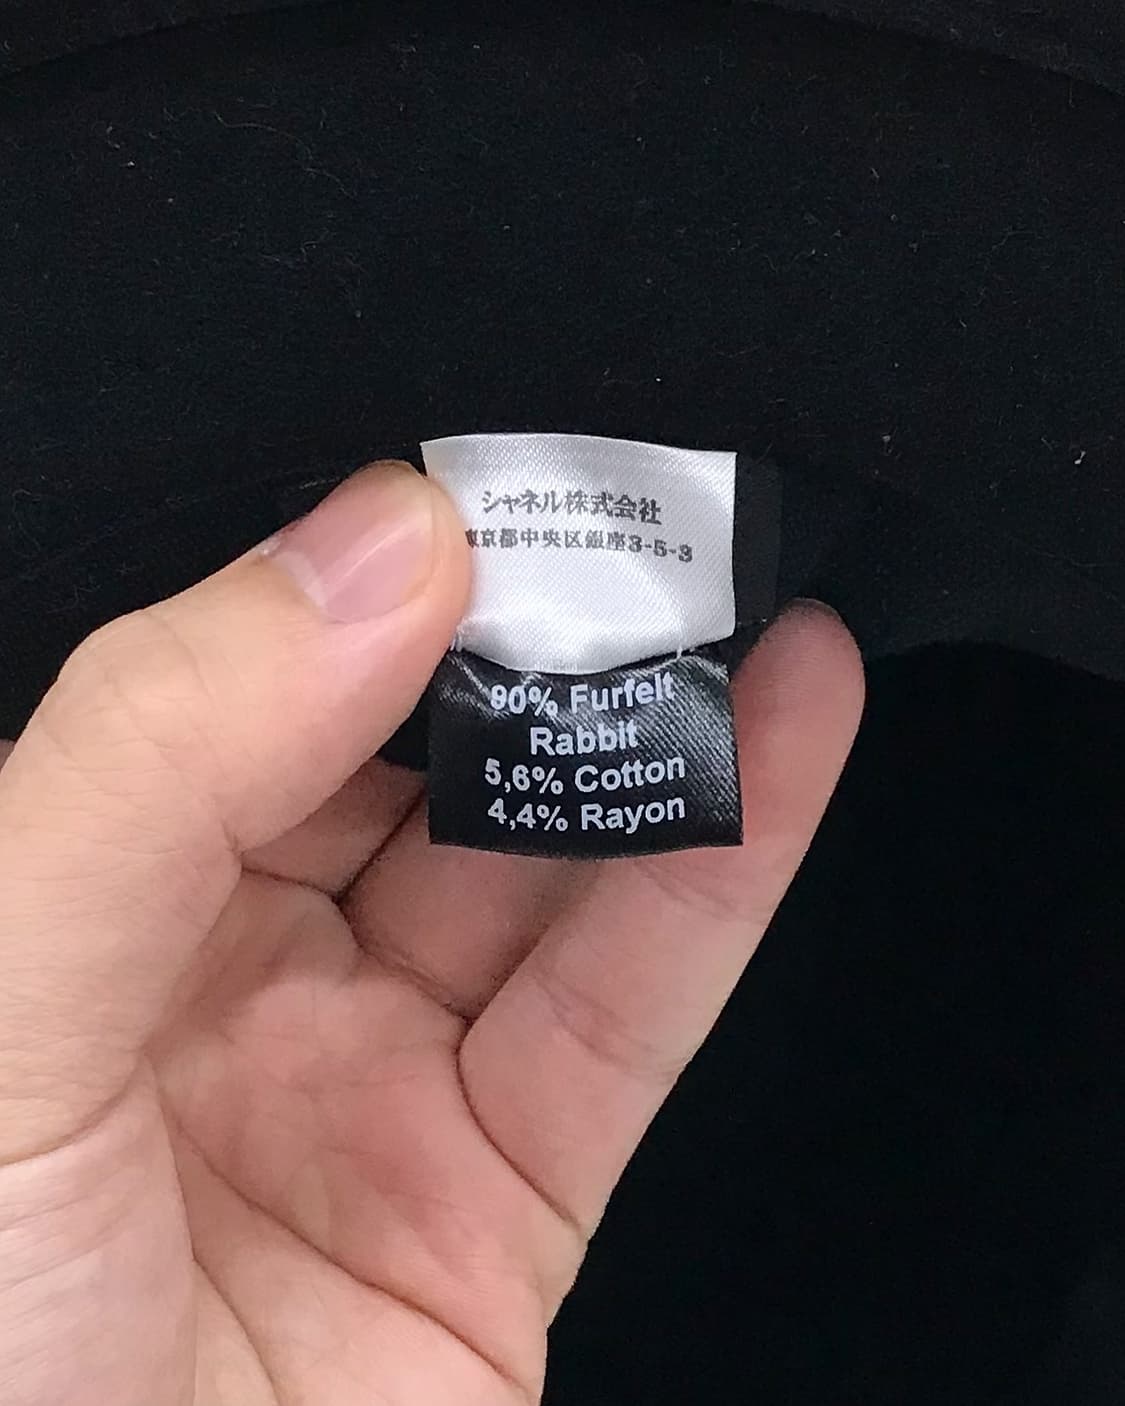 シャネル株式会社
東京都中央区銀座3-5-3
90% Furfelt
Rabbit
5,6% Cotton
4,4% Rayon